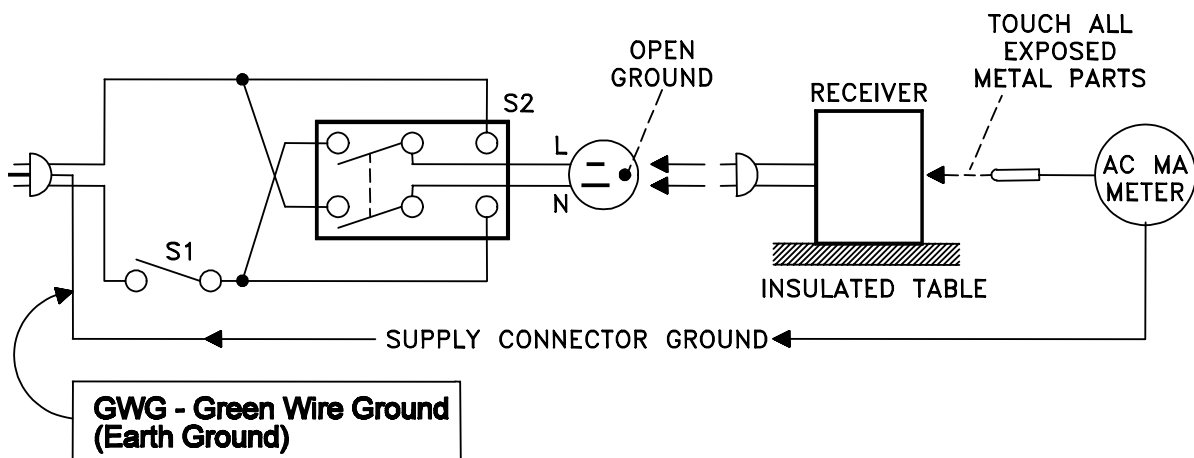 TOUCH ALL
EXPOSED
METAL PARTS
OPEN
GROUND
RECEIVER
S2
L
N
AC MA
METER
S1
INSULATED TABLE
SUPPLY CONNECTOR GROUND
GWG - Green Wire Ground
(Earth Ground)